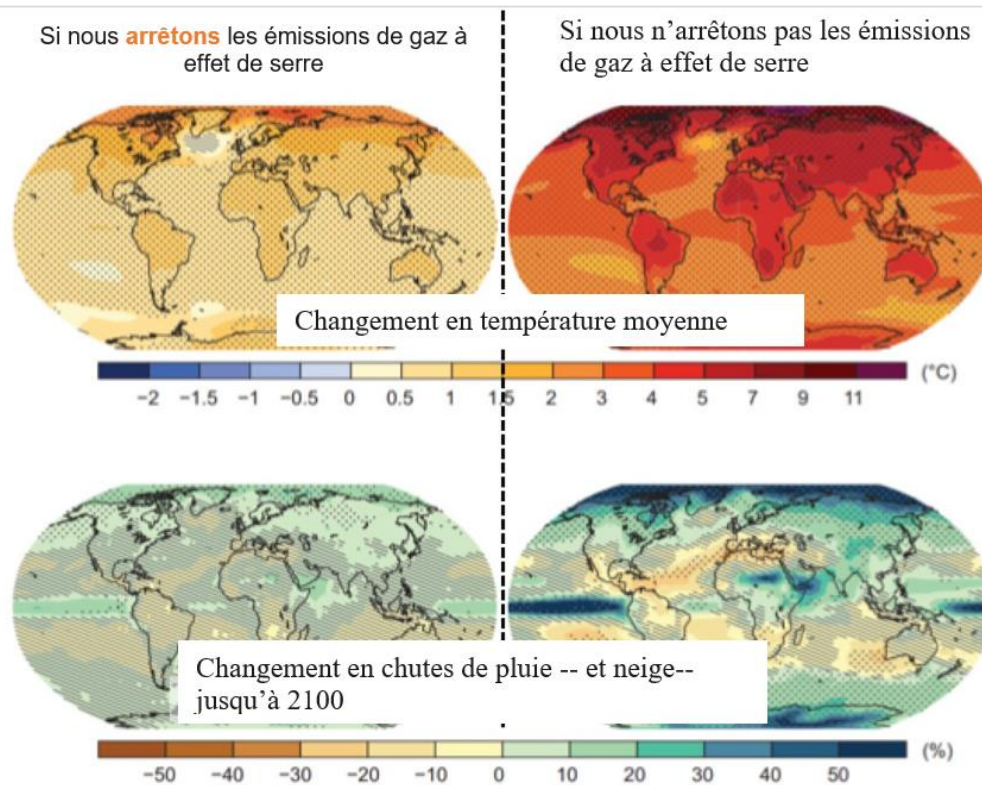 Si nous arrêtons les émissions de gaz à
effet de serre
Si nous n’arrêtons pas les émissions
de gaz à effet de serre
Changement en température moyenne
−2 −1.5 −1 −0.5 0 0.5 1 1.5 2 3 4 5 7 9 11 (°C)
Changement en chutes de pluie -- et neige--
jusqu’à 2100
−50 −40 −30 −20 −10 0 10 20 30 40 50 (%)